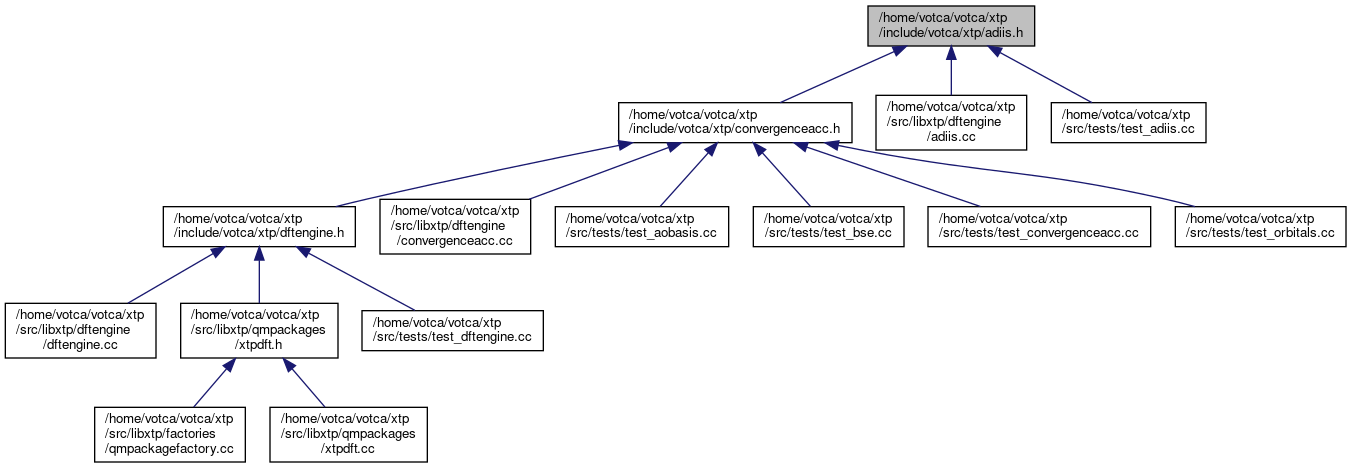 /home/votca/votca/xtp
/include/votca/xtp/adiis.h
/home/votca/votca/xtp
/include/votca/xtp/convergenceacc.h
/home/votca/votca/xtp
/src/libxtp/dftengine
/adiis.cc
/home/votca/votca/xtp
/src/tests/test_adiis.cc
/home/votca/votca/xtp
/include/votca/xtp/dftengine.h
/home/votca/votca/xtp
/src/libxtp/dftengine
/convergenceacc.cc
/home/votca/votca/xtp
/src/tests/test_aobasis.cc
/home/votca/votca/xtp
/src/tests/test_bse.cc
/home/votca/votca/xtp
/src/tests/test_convergenceacc.cc
/home/votca/votca/xtp
/src/tests/test_orbitals.cc
/home/votca/votca/xtp
/src/libxtp/dftengine
/dftengine.cc
/home/votca/votca/xtp
/src/libxtp/qmpackages
/xtpdft.h
/home/votca/votca/xtp
/src/tests/test_dftengine.cc
/home/votca/votca/xtp
/src/libxtp/factories
/qmpackagefactory.cc
/home/votca/votca/xtp
/src/libxtp/qmpackages
/xtpdft.cc